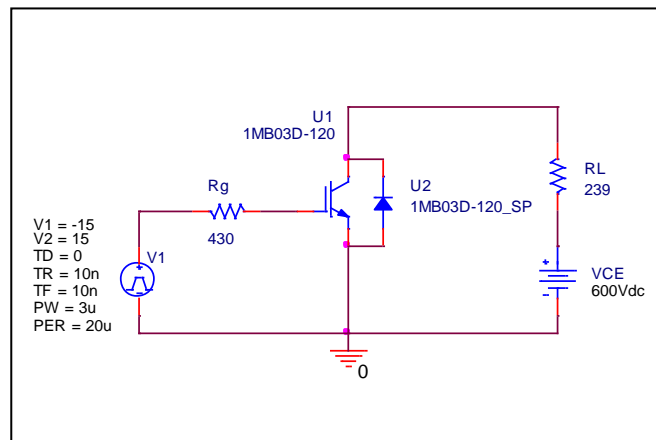 U1
1MB03D-120
Rg
430
U2
1MB03D-120_SP
RL
239
V1 = -15
V2 = 15
TD = 0
TR = 10n
TF = 10n
PW = 3u
PER = 20u
V1
+
-
+
-
VCE
600Vdc
0